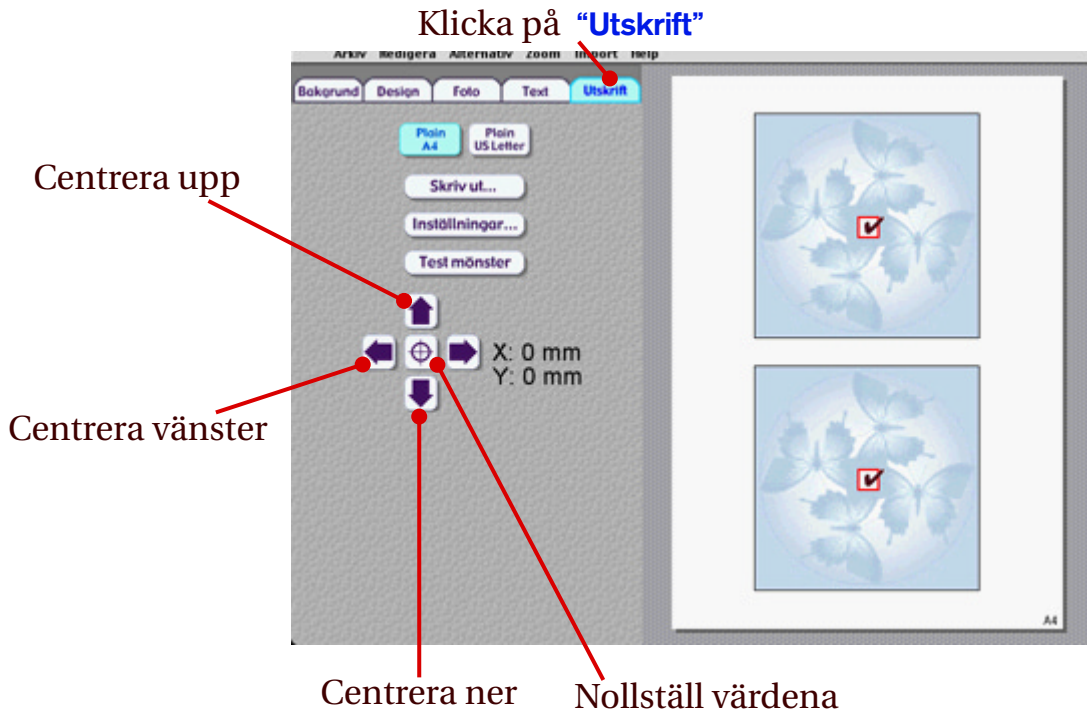 Klicka på “Utskrift”
Arkiv Redigera Alternativ Zoom Import Help
Bakgrund Design Foto Text Utskrift
Plain A4
Plain US Letter
Centrera upp
Skriv ut...
Inställningar...
Test mönster
X: 0 mm
Y: 0 mm
Centrera vänster
A4
Centrera ner
Nollställ värdena